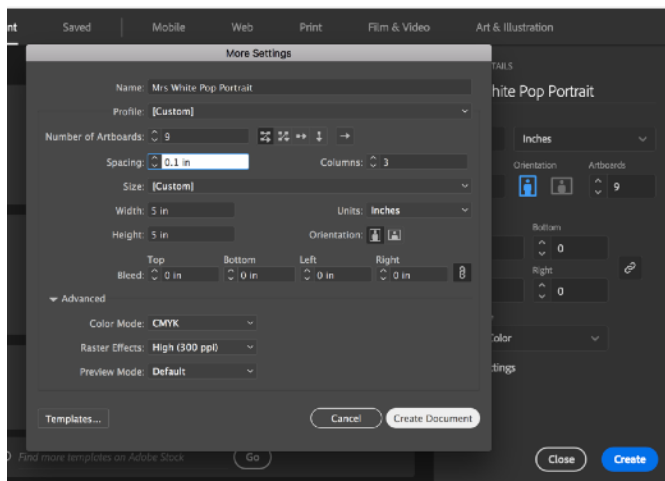 nt Saved Mobile Web Print Film & Video Art & Illustration
More Settings
TAILS
Name: Mrs White Pop Portrait
hite Pop Portrait
Profile: [Custom]
Number of Artboards: 9
Inches
Spacing: 0.1 in Columns: 3
Orientation Artboards
Size: [Custom]
9
Width: 5 in Units: Inches
Height: 5 in Orientation:
Bottom
0
Top Bottom Left Right
Right
Bleed: 0 in 0 in 0 in 0 in
0
Advanced
Color Mode: CMYK
olor
Raster Effects: High (300 ppi)
ttings
Preview Mode: Default
Templates... Cancel Create Document
Find more templates on Adobe Stock Go
Close Create